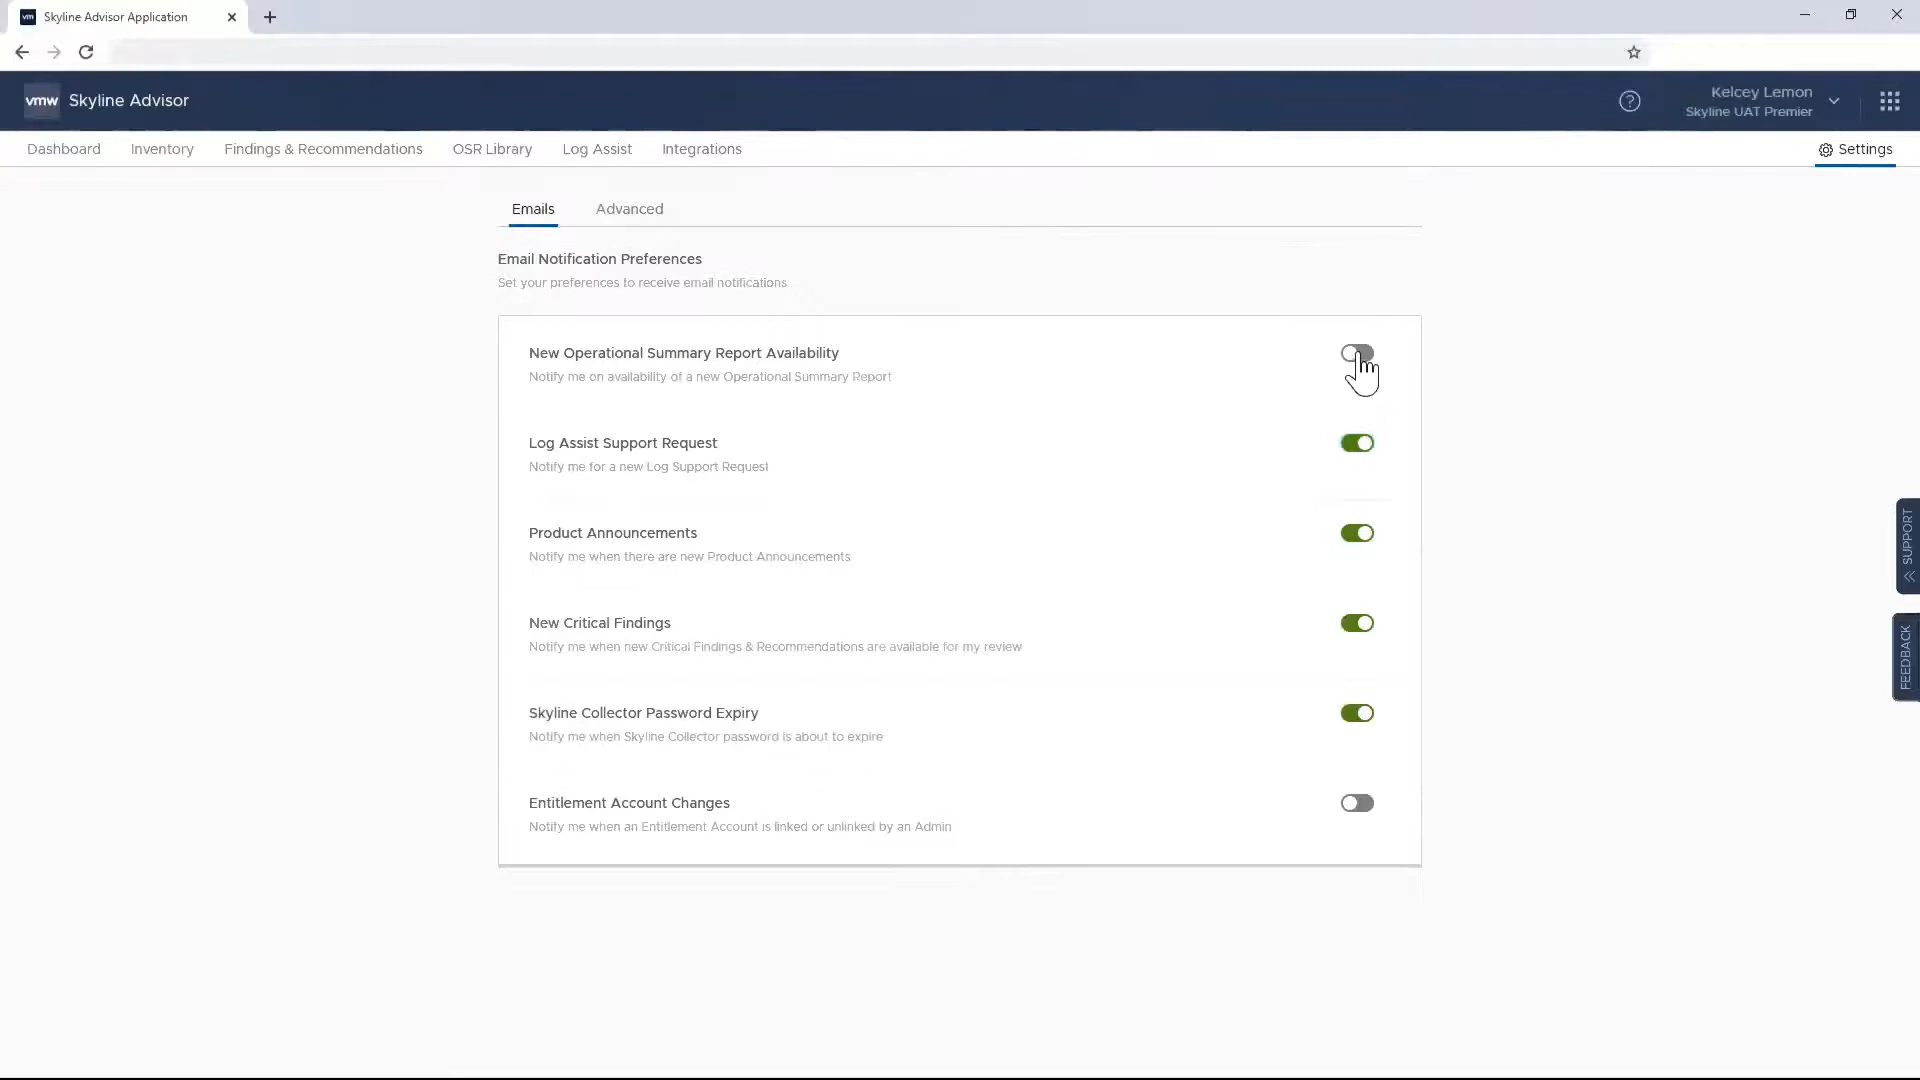 vm Skyline Advisor Application
vmw Skyline Advisor
Kelcey Lemon
Skyline UAT Premier
Dashboard Inventory Findings & Recommendations OSR Library Log Assist Integrations Settings
Emails Advanced
Email Notification Preferences
Set your preferences to receive email notifications
New Operational Summary Report Availability
Notify me on availability of a new Operational Summary Report
Log Assist Support Request
Notify me for a new Log Support Request
Product Announcements
Notify me when there are new Product Announcements
New Critical Findings
Notify me when new Critical Findings & Recommendations are available for my review
Skyline Collector Password Expiry
Notify me when Skyline Collector password is about to expire
Entitlement Account Changes
Notify me when an Entitlement Account is linked or unlinked by an Admin
SUPPORT
FEEDBACK